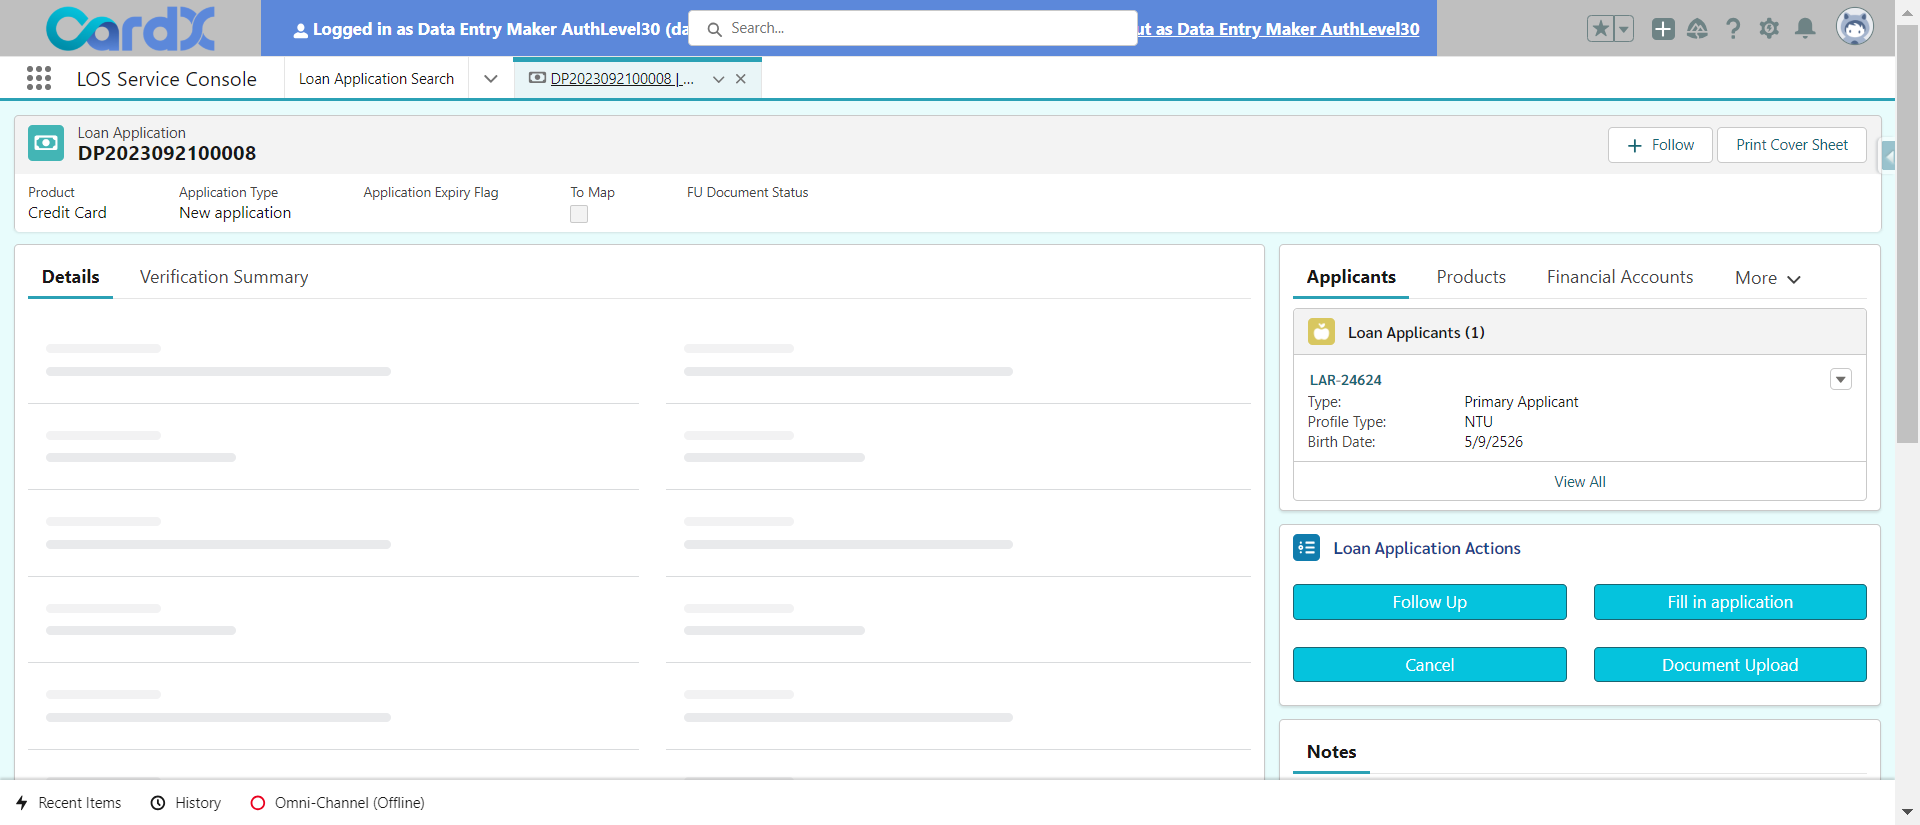 CardX
Logged in as Data Entry Maker AuthLevel30 (da
Search...
ut as Data Entry Maker AuthLevel30
LOS Service Console
Loan Application Search
DP2023092100008 | ...
Loan Application
DP2023092100008
Follow
Print Cover Sheet
Product
Application Type
Application Expiry Flag
To Map
FU Document Status
Credit Card
New application
Details
Verification Summary
Applicants
Products
Financial Accounts
More
Loan Applicants (1)
LAR-24624
Type: Primary Applicant
Profile Type: NTU
Birth Date: 5/9/2526
View All
Loan Application Actions
Follow Up
Fill in application
Cancel
Document Upload
Notes
Recent Items
History
Omni-Channel (Offline)